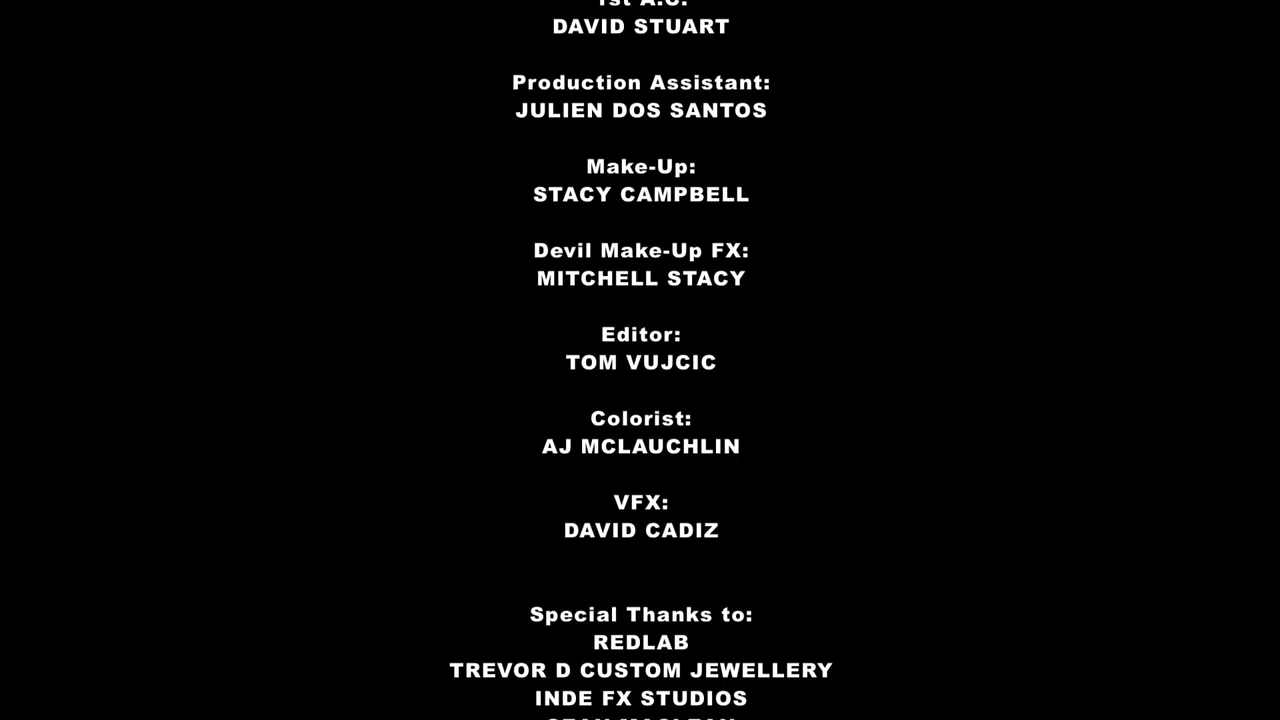 1st A.C.
DAVID STUART
Production Assistant:
JULIEN DOS SANTOS
Make-Up:
STACY CAMPBELL
Devil Make-Up FX:
MITCHELL STACY
Editor:
TOM VUJCIC
Colorist:
AJ MCLAUCHLIN
VFX:
DAVID CADIZ
Special Thanks to:
REDLAB
TREVOR D CUSTOM JEWELLERY
INDE FX STUDIOS